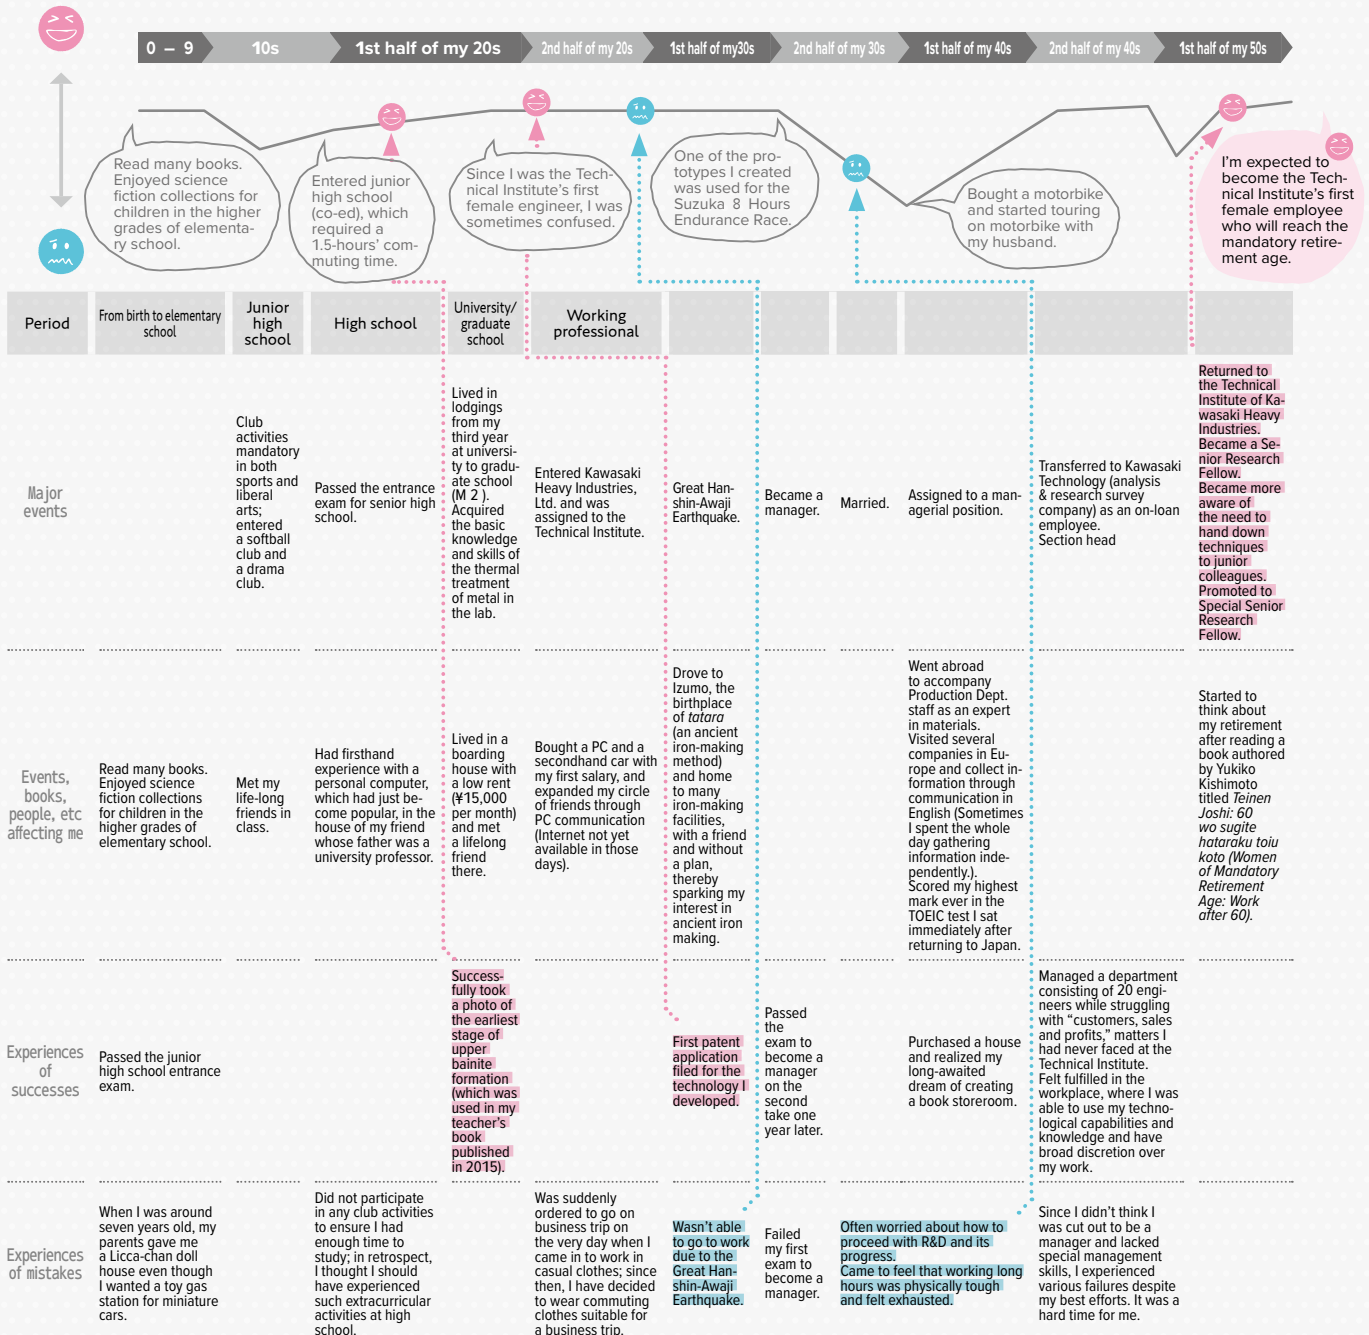 0 – 9
10s
1st half of my 20s
2nd half of my 20s
1st half of my30s
2nd half of my 30s
1st half of my 40s
2nd half of my 40s
1st half of my 50s
Read many books.
Enjoyed science
fiction collections for
children in the higher
grades of elementa-
ry school.
Entered junior
high school
(co-ed), which
required a
1.5-hours' com-
muting time.
Since I was the Tech-
nical Institute's first
female engineer, I was
sometimes confused.
One of the pro-
totypes I created
was used for the
Suzuka 8 Hours
Endurance Race.
Bought a motorbike
and started touring
on motorbike with
my husband.
I'm expected to
become the Tech-
nical Institute's first
female employee
who will reach the
mandatory retire-
ment age.
Period
From birth to elementary
school
Junior
high
school
High school
University/
graduate
school
Working
professional
Major
events
Club
activities
mandatory
in both
sports and
liberal
arts;
entered
a softball
club and
a drama
club.
Passed the entrance
exam for senior high
school.
Lived in
lodgings
from my
third year
at universi-
ty to gradu-
ate school
(M 2 ).
Acquired
the basic
knowledge
and skills of
the thermal
treatment
of metal in
the lab.
Entered Kawasaki
Heavy Industries,
Ltd. and was
assigned to the
Technical Institute.
Great Han-
shin-Awaji
Earthquake.
Became a
manager.
Married.
Assigned to a man-
agerial position.
Transferred to Kawasaki
Technology (analysis
& research survey
company) as an on-loan
employee.
Section head
Returned to
the Technical
Institute of Ka-
wasaki Heavy
Industries.
Became a Se-
nior Research
Fellow.
Became more
aware of
the need to
hand down
techniques
to junior
colleagues.
Promoted to
Special Senior
Research
Fellow.
Events,
books,
people, etc
affecting me
Read many books.
Enjoyed science
fiction collections
for children in the
higher grades of
elementary school.
Met my
life-long
friends in
class.
Had firsthand
experience with a
personal computer,
which had just be-
come popular, in the
house of my friend
whose father was a
university professor.
Lived in a
boarding
house with
a low rent
(¥15,000
per month)
and met
a lifelong
friend
there.
Bought a PC and a
secondhand car with
my first salary, and
expanded my circle
of friends through
PC communication
(Internet not yet
available in those
days).
Drove to
Izumo, the
birthplace
of tatara
(an ancient
iron-making
method)
and home
to many
iron-making
facilities,
with a friend
and without
a plan,
thereby
sparking my
interest in
ancient iron
making.
Went abroad
to accompany
Production Dept.
staff as an expert
in materials.
Visited several
companies in Eu-
rope and collect in-
formation through
communication in
English (Sometimes
I spent the whole
day gathering
information inde-
pendently.).
Scored my highest
mark ever in the
TOEIC test I sat
immediately after
returning to Japan.
Started to
think about
my retirement
after reading a
book authored
by Yukiko
Kishimoto
titled Teinen
Joshi: 60
wo sugite
hataraku toiu
koto (Women
of Mandatory
Retirement
Age: Work
after 60).
Experiences
of
successes
Passed the junior
high school entrance
exam.
Success-
fully took
a photo of
the earliest
stage of
upper
bainite
formation
(which was
used in my
teacher's
book
published
in 2015).
First patent
application
filed for the
technology I
developed.
Passed
the
exam to
become a
manager
on the
second
take one
year later.
Purchased a house
and realized my
long-awaited
dream of creating
a book storeroom.
Managed a department
consisting of 20 engi-
neers while struggling
with “customers, sales
and profits,” matters I
had never faced at the
Technical Institute.
Felt fulfilled in the
workplace, where I was
able to use my techno-
logical capabilities and
knowledge and have
broad discretion over
my work.
Experiences
of mistakes
When I was around
seven years old, my
parents gave me
a Licca-chan doll
house even though
I wanted a toy gas
station for miniature
cars.
Did not participate
in any club activities
to ensure I had
enough time to
study; in retrospect,
I thought I should
have experienced
such extracurricular
activities at high
school.
Was suddenly
ordered to go on
business trip on
the very day when I
came in to work in
casual clothes; since
then, I have decided
to wear commuting
clothes suitable for
a business trip.
Wasn't able
to go to work
due to the
Great Han-
shin-Awaji
Earthquake.
Failed
my first
exam to
become a
manager.
Often worried about how to
proceed with R&D and its
progress.
Came to feel that working long
hours was physically tough
and felt exhausted.
Since I didn't think I
was cut out to be a
manager and lacked
special management
skills, I experienced
various failures despite
my best efforts. It was a
hard time for me.